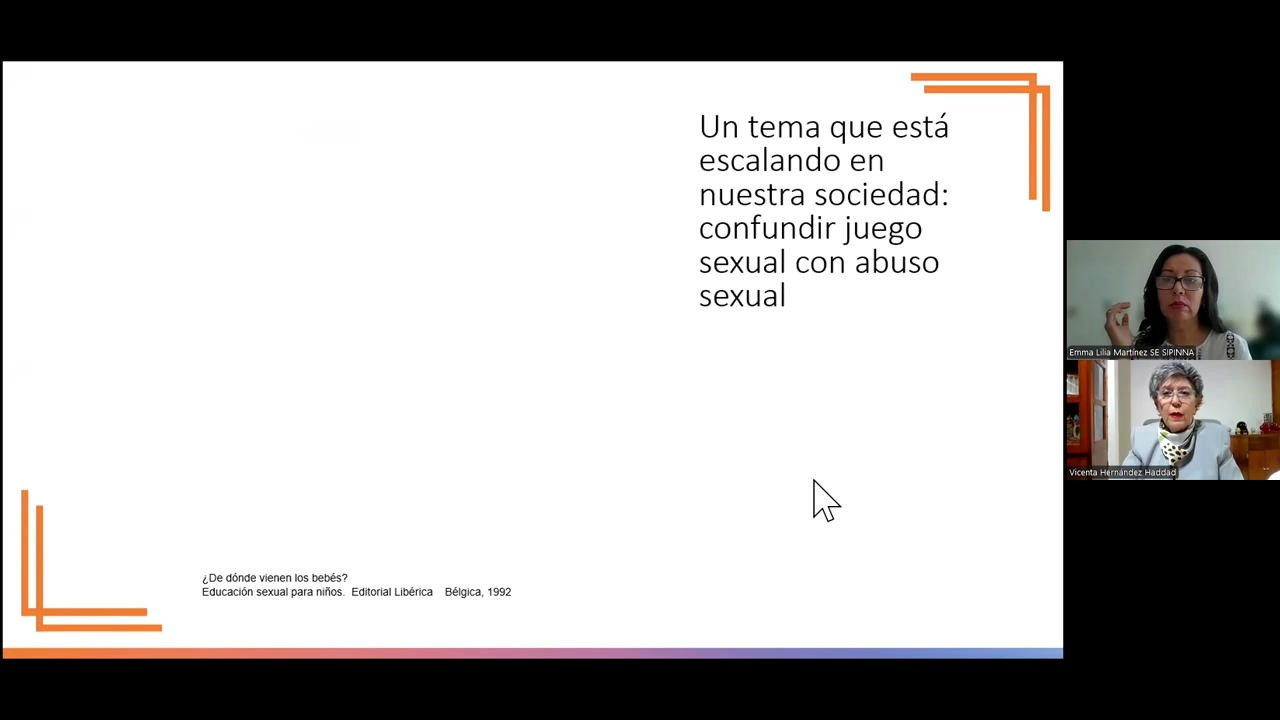 Un tema que está
escalando en
nuestra sociedad:
confundir juego
sexual con abuso
sexual
¿De dónde vienen los bebés?
Educación sexual para niños.  Editorial Libérica    Bélgica, 1992
Emma Lilia Martínez SE SIPINNA
Vicenta Hernández Haddad